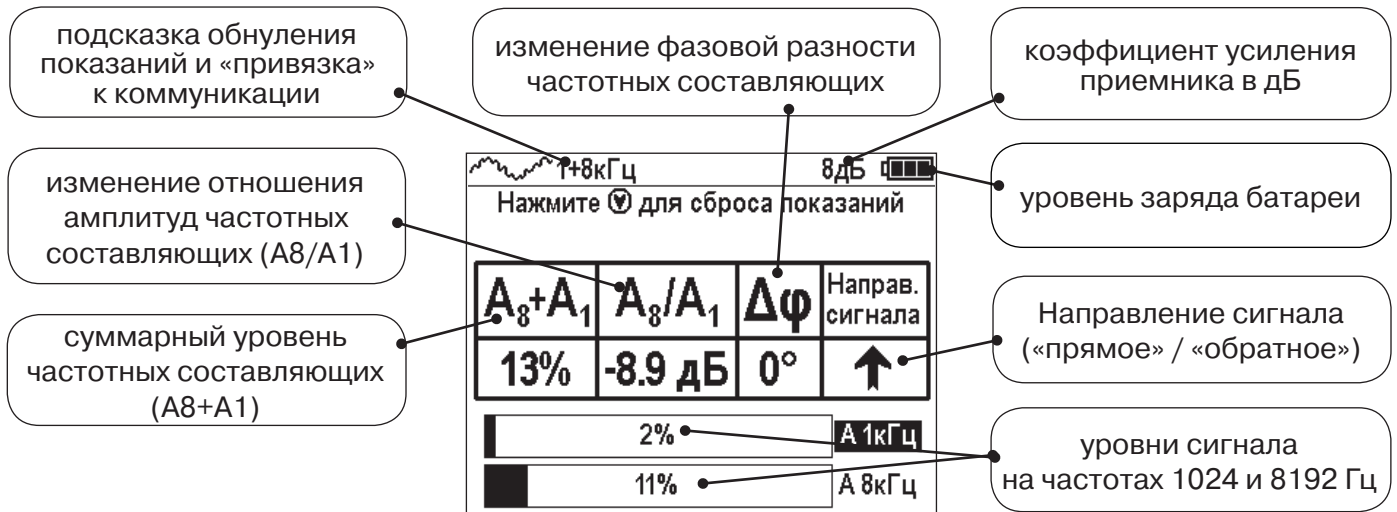 подсказка обнуления
показаний и «привязка»
к коммуникации
изменение фазовой разности
частотных составляющих
коэффициент усиления
приемника в дБ
изменение отношения
амплитуд частотных
составляющих (А8/А1)
уровень заряда батареи
суммарный уровень
частотных составляющих
(А8+А1)
Направление сигнала
(«прямое» / «обратное»)
уровни сигнала
на частотах 1024 и 8192 Гц
1+8кГц 8дБ
Нажмите для сброса показаний
A₈+A₁ A₈/A₁ Δφ Направ.
сигнала
13% -8.9 дБ 0°
2% А 1кГц
11% А 8кГц